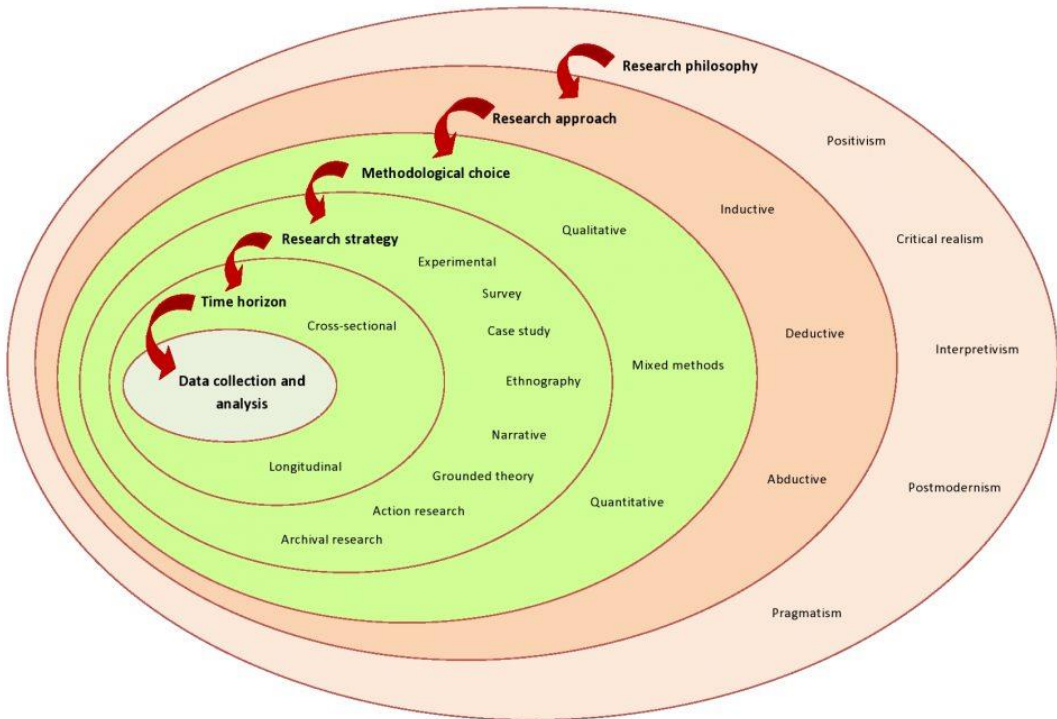 Research philosophy
Research approach
Positivism
Methodological choice
Inductive
Qualitative
Research strategy
Critical realism
Experimental
Survey
Time horizon
Cross-sectional
Case study
Deductive
Interpretivism
Mixed methods
Data collection and
analysis
Ethnography
Narrative
Longitudinal
Grounded theory
Abductive
Postmodernism
Quantitative
Action research
Archival research
Pragmatism